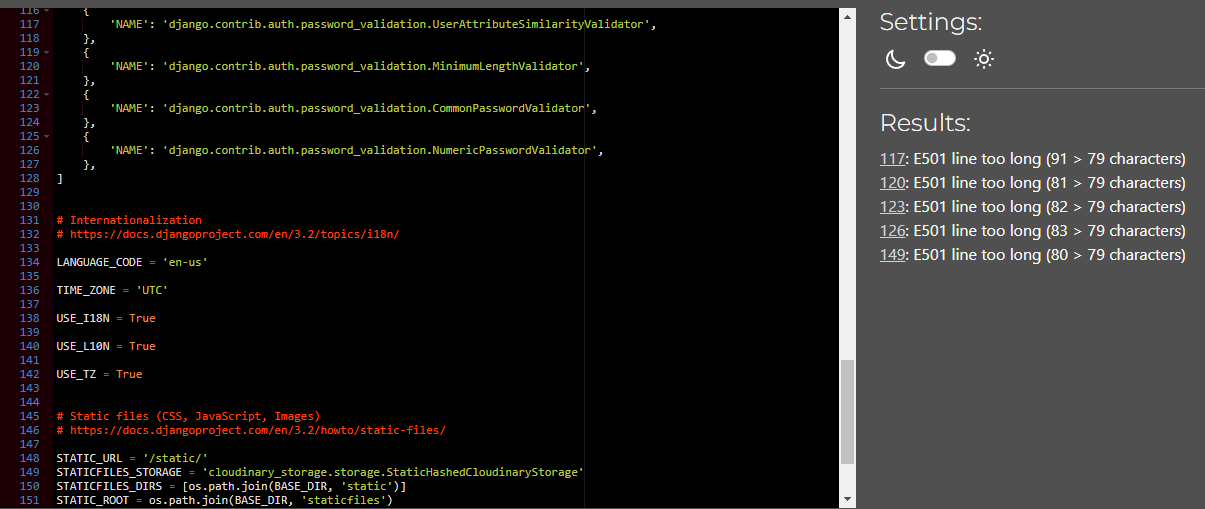 116 {
117 'NAME': 'django.contrib.auth.password_validation.UserAttributeSimilarityValidator',
118 },
119 {
120 'NAME': 'django.contrib.auth.password_validation.MinimumLengthValidator',
121 },
122 {
123 'NAME': 'django.contrib.auth.password_validation.CommonPasswordValidator',
124 },
125 {
126 'NAME': 'django.contrib.auth.password_validation.NumericPasswordValidator',
127 },
128 ]
129
130
131 # Internationalization
132 # https://docs.djangoproject.com/en/3.2/topics/i18n/
133
134 LANGUAGE_CODE = 'en-us'
135
136 TIME_ZONE = 'UTC'
137
138 USE_I18N = True
139
140 USE_L10N = True
141
142 USE_TZ = True
143
144
145 # Static files (CSS, JavaScript, Images)
146 # https://docs.djangoproject.com/en/3.2/howto/static-files/
147
148 STATIC_URL = '/static/'
149 STATICFILES_STORAGE = 'cloudinary_storage.storage.StaticHashedCloudinaryStorage'
150 STATICFILES_DIRS = [os.path.join(BASE_DIR, 'static')]
151 STATIC_ROOT = os.path.join(BASE_DIR, 'staticfiles')
Settings:
Results:
117: E501 line too long (91 > 79 characters)
120: E501 line too long (81 > 79 characters)
123: E501 line too long (82 > 79 characters)
126: E501 line too long (83 > 79 characters)
149: E501 line too long (80 > 79 characters)